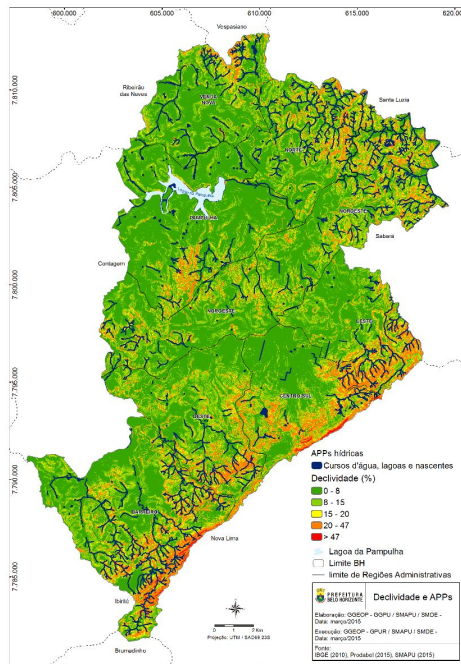 600.000
605.000
610.000
615.000
620.0
Vespasiano
7.810.000
Ribeirão
das Neves
VENDA
NOVA
Santa Luzia
NORTE
7.805.000
Lagoa da Pampulha
PAMPULHA
NORDESTE
Sabará
Contagem
7.800.000
NOROESTE
LESTE
7.795.000
CENTRO-SUL
OESTE
7.790.000
BARREIRO
Nova Lima
7.785.000
Ibirité
Brumadinho
APPs hídricas
Cursos d'água, lagoas e nascentes
Declividade (%)
0 - 8
8 - 15
15 - 20
20 - 47
> 47
Lagoa da Pampulha
Limite BH
limite de Regiões Administrativas
0 1 2 Km
Projeção: UTM / SAD69 23S
PREFEITURA
BELO HORIZONTE
Declividade e APPs
Elaboração: GGEOP - GGPU / SMAPU / SMDE -
Data: março/2015
Execução: GGEOP - GPUR / SMAPU / SMDE -
Data: março/2015
Fonte:
IBGE (2010), Prodabel (2015), SMAPU (2015)